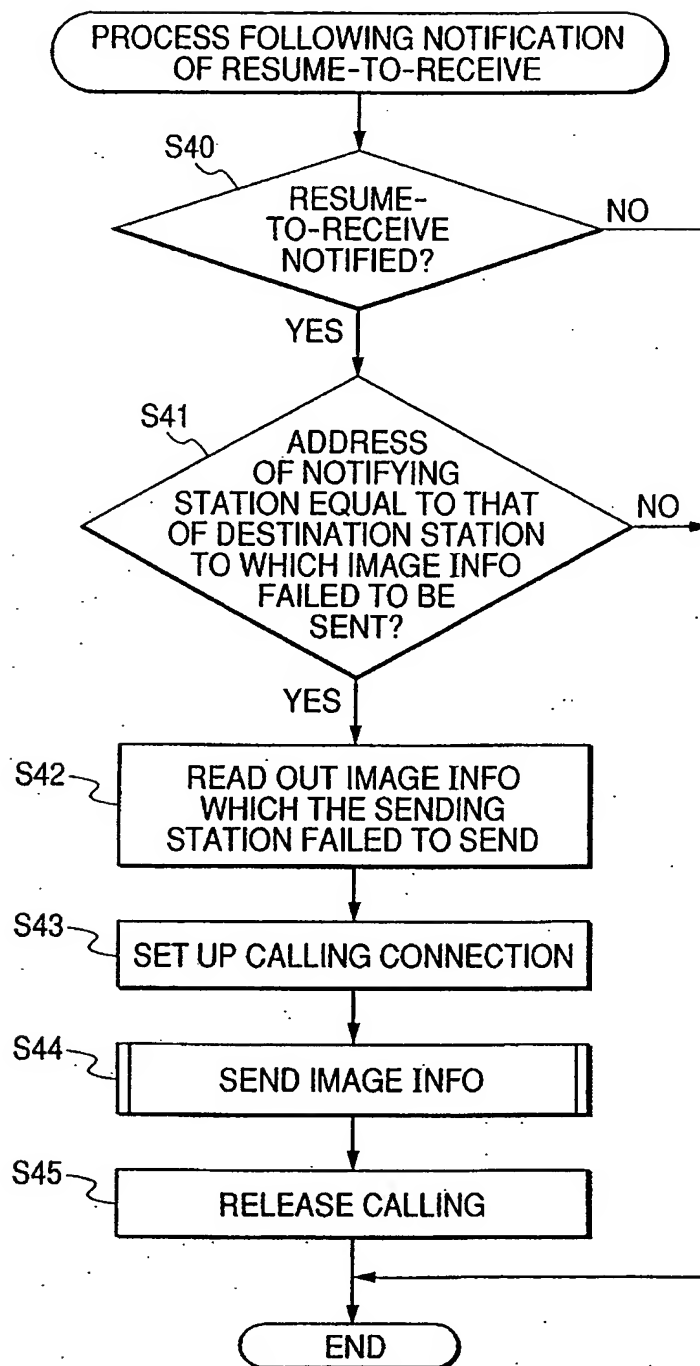 PROCESS FOLLOWING NOTIFICATION
OF RESUME-TO-RECEIVE
S40
RESUME-
TO-RECEIVE
NOTIFIED?
NO
YES
S41
ADDRESS
OF NOTIFYING
STATION EQUAL TO THAT
OF DESTINATION STATION
TO WHICH IMAGE INFO
FAILED TO BE
SENT?
NO
YES
S42
READ OUT IMAGE INFO
WHICH THE SENDING
STATION FAILED TO SEND
S43
SET UP CALLING CONNECTION
S44
SEND IMAGE INFO
S45
RELEASE CALLING
END